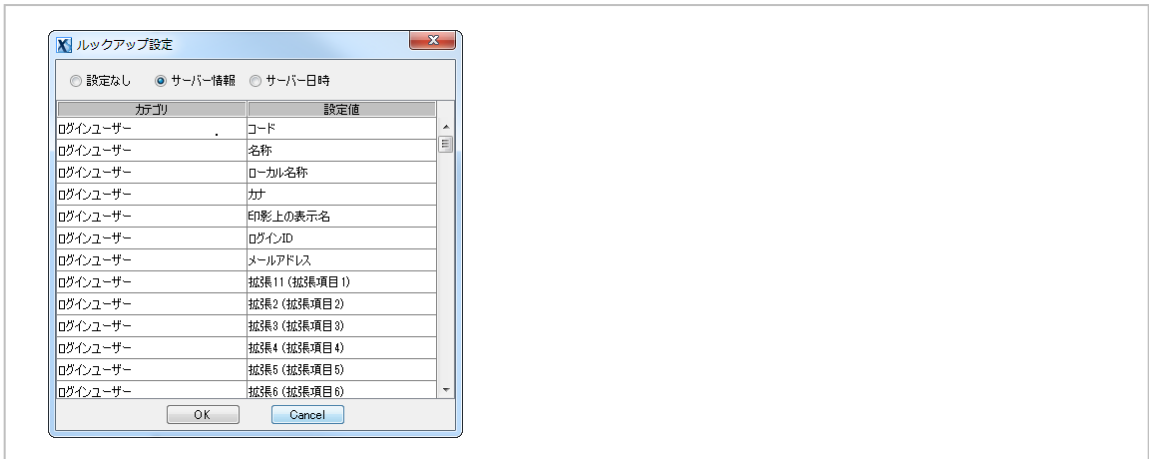 ルックアップ設定
設定なし サーバー情報 サーバー日時
カテゴリ 設定値
ログインユーザー コード
ログインユーザー 名称
ログインユーザー ローカル名称
ログインユーザー カナ
ログインユーザー 印影上の表示名
ログインユーザー ログインID
ログインユーザー メールアドレス
ログインユーザー 拡張11(拡張項目1)
ログインユーザー 拡張2(拡張項目2)
ログインユーザー 拡張3(拡張項目3)
ログインユーザー 拡張4(拡張項目4)
ログインユーザー 拡張5(拡張項目5)
ログインユーザー 拡張6(拡張項目6)
OK Cancel